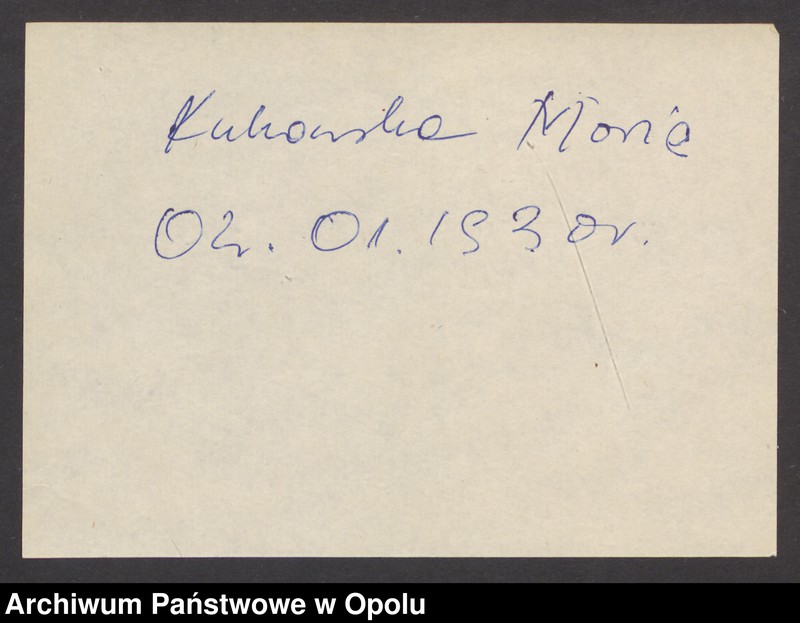 Kukowska Maria
02. 01. 1930r.
Archiwum Państwowe w Opolu